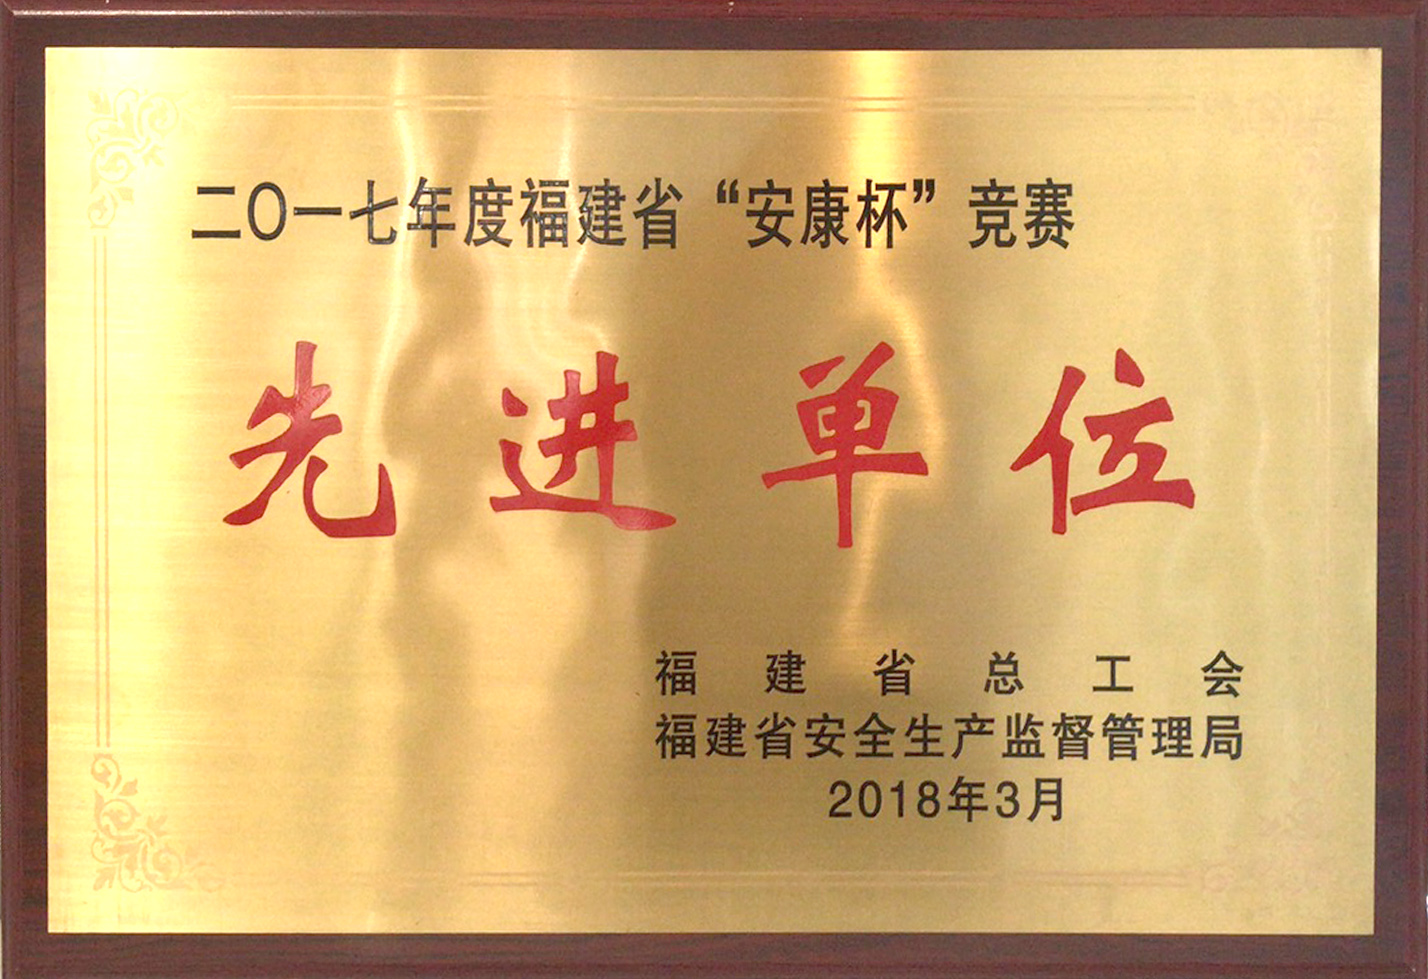 二〇一七年度福建省“安康杯”竞赛
先进单位
福建省总工会
福建省安全生产监督管理局
2018年3月